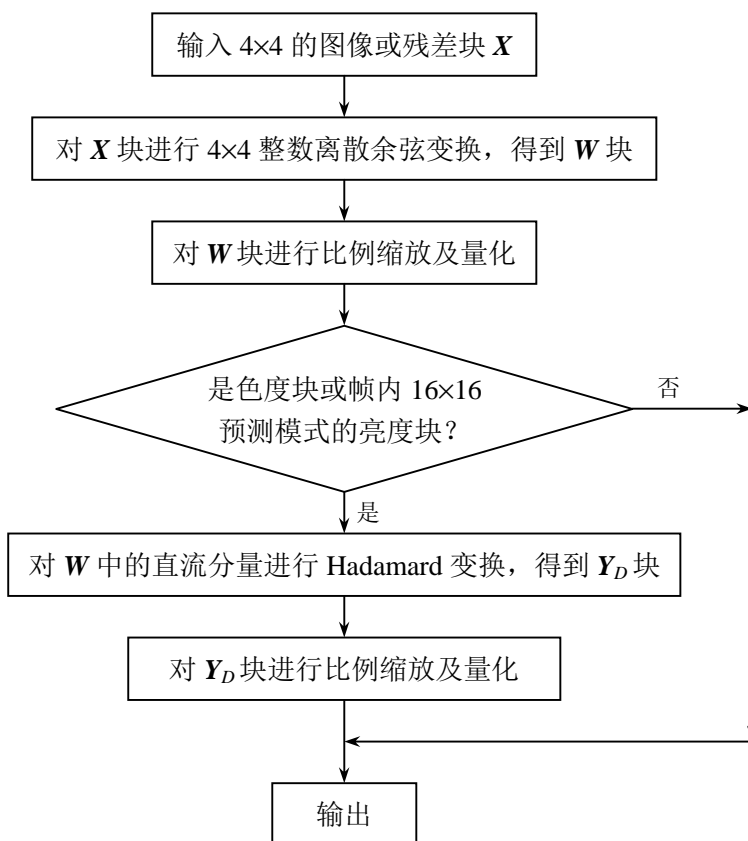 输入 4×4 的图像或残差块 X
对 X 块进行 4×4 整数离散余弦变换，得到 W 块
对 W 块进行比例缩放及量化
是色度块或帧内 16×16
预测模式的亮度块？
否
是
对 W 中的直流分量进行 Hadamard 变换，得到 Y_D 块
对 Y_D 块进行比例缩放及量化
输出